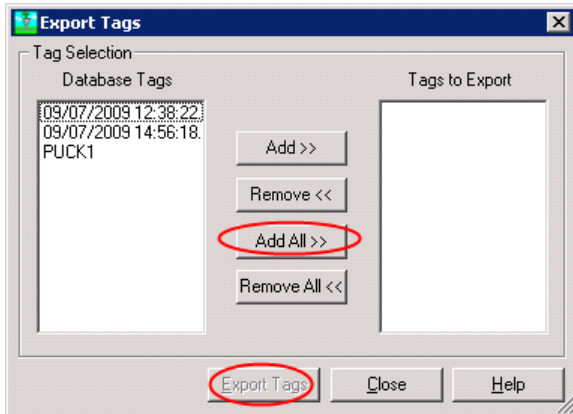 Export Tags
Tag Selection
Database Tags
Tags to Export
09/07/2009 12:38:22.
09/07/2009 14:56:18.
PUCK1
Add >>
Remove <<
Add All >>
Remove All <<
Export Tags
Close
Help